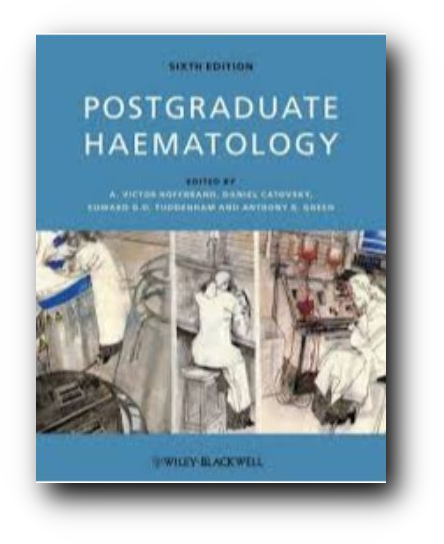 SIXTH EDITION
POSTGRADUATE
HAEMATOLOGY
EDITED BY
A. VICTOR HOFFBRAND, DANIEL CATOVSKY,
EDWARD G.D. TUDDENHAM AND ANTHONY R. GREEN
WILEY-BLACKWELL